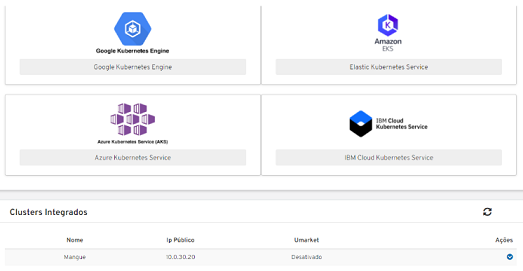 Google Kubernetes Engine
Google Kubernetes Engine
Amazon
EKS
Elastic Kubernetes Service
Azure Kubernetes Service (AKS)
Azure Kubernetes Service
IBM Cloud
Kubernetes Service
IBM Cloud Kubernetes Service
Clusters Integrados
Nome Ip Público Umarket Ações
Mangue 10.0.30.20 Desativado